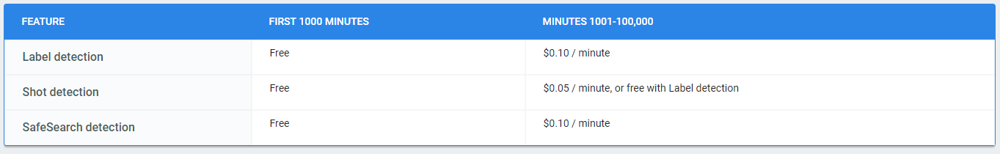 FEATURE FIRST 1000 MINUTES MINUTES 1001-100,000
Label detection Free $0.10 / minute
Shot detection Free $0.05 / minute, or free with Label detection
SafeSearch detection Free $0.10 / minute